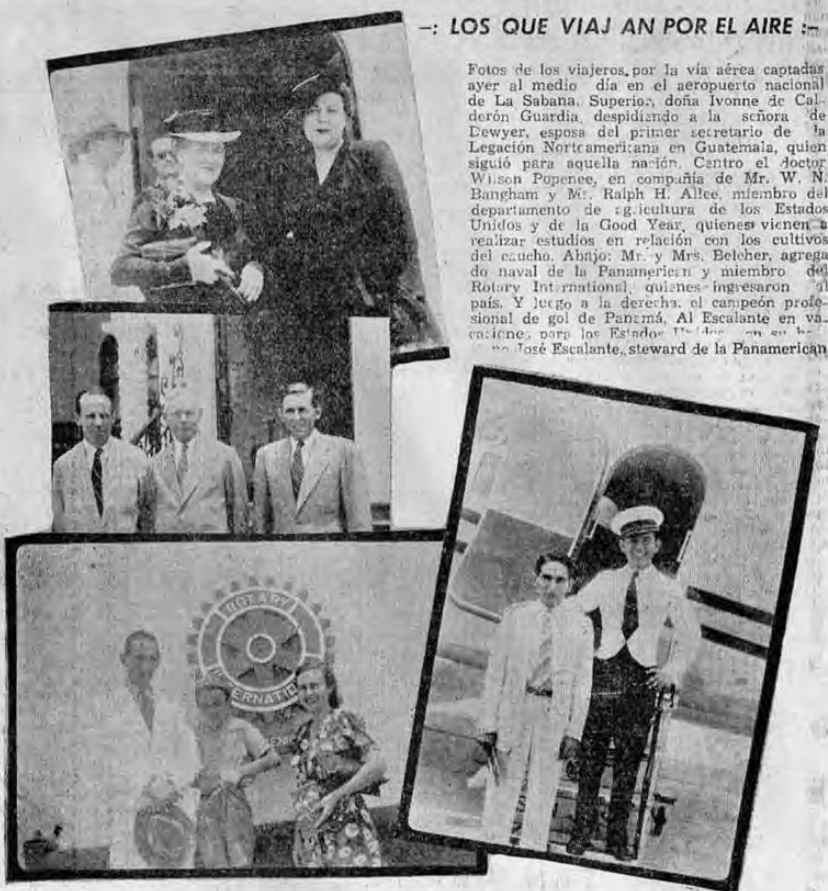 -: LOS QUE VIAJ AN POR EL AIRE :-
Fotos de los viajeros, por la vía aérea captadas
ayer al medio día en el aeropuerto nacional
de La Sabana. Superior, doña Ivonne de Cal-
derón Guardia, despidiendo a la señora de
Dewyer, esposa del primer secretario de la
Legación Norteamericana en Guatemala, quien
siguió para aquella nación. Centro el doctor
Wilson Popenee, en compañía de Mr. W. N.
Bangham y Mr. Ralph H. Allee, miembro del
departamento de agricultura de los Estados
Unidos y de la Good Year, quienes vienen a
realizar estudios en relación con los cultivos
del caucho. Abajo: Mr. y Mrs. Belcher, agrega
do naval de la Panamerican y miembro del
Rotary International, quienes ingresaron al
país. Y luego a la derecha, el campeón profe-
sional de gol de Panamá, Al Escalante en va-
caciones para los Estados en su
José Escalante, steward de la Panamerican
ROTARY
INTERNATIO